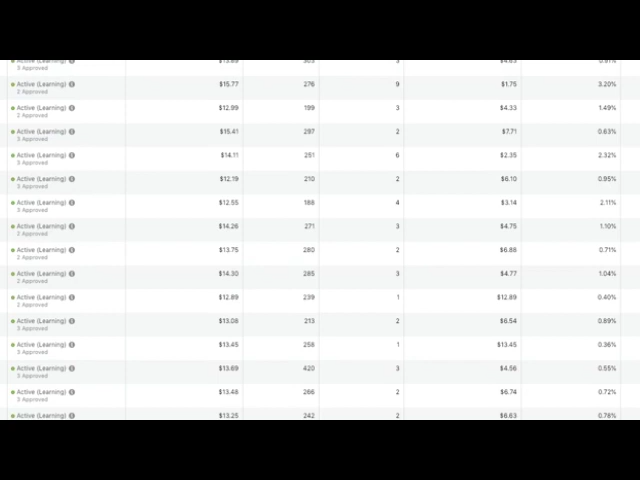 Active (Learning) $13.89 305 3 $4.63 0.81%
3 Approved
Active (Learning) $15.77 276 9 $1.75 3.20%
2 Approved
Active (Learning) $12.99 199 3 $4.33 1.49%
2 Approved
Active (Learning) $15.41 297 2 $7.71 0.63%
3 Approved
Active (Learning) $14.11 251 6 $2.35 2.32%
3 Approved
Active (Learning) $12.19 210 2 $6.10 0.95%
3 Approved
Active (Learning) $12.55 188 4 $3.14 2.11%
3 Approved
Active (Learning) $14.26 271 3 $4.75 1.10%
2 Approved
Active (Learning) $13.75 280 2 $6.88 0.71%
2 Approved
Active (Learning) $14.30 285 3 $4.77 1.04%
2 Approved
Active (Learning) $12.89 239 1 $12.89 0.40%
2 Approved
Active (Learning) $13.08 213 2 $6.54 0.89%
3 Approved
Active (Learning) $13.45 258 1 $13.45 0.36%
3 Approved
Active (Learning) $13.69 420 3 $4.56 0.55%
3 Approved
Active (Learning) $13.48 266 2 $6.74 0.72%
3 Approved
Active (Learning) $13.25 242 2 $6.63 0.78%